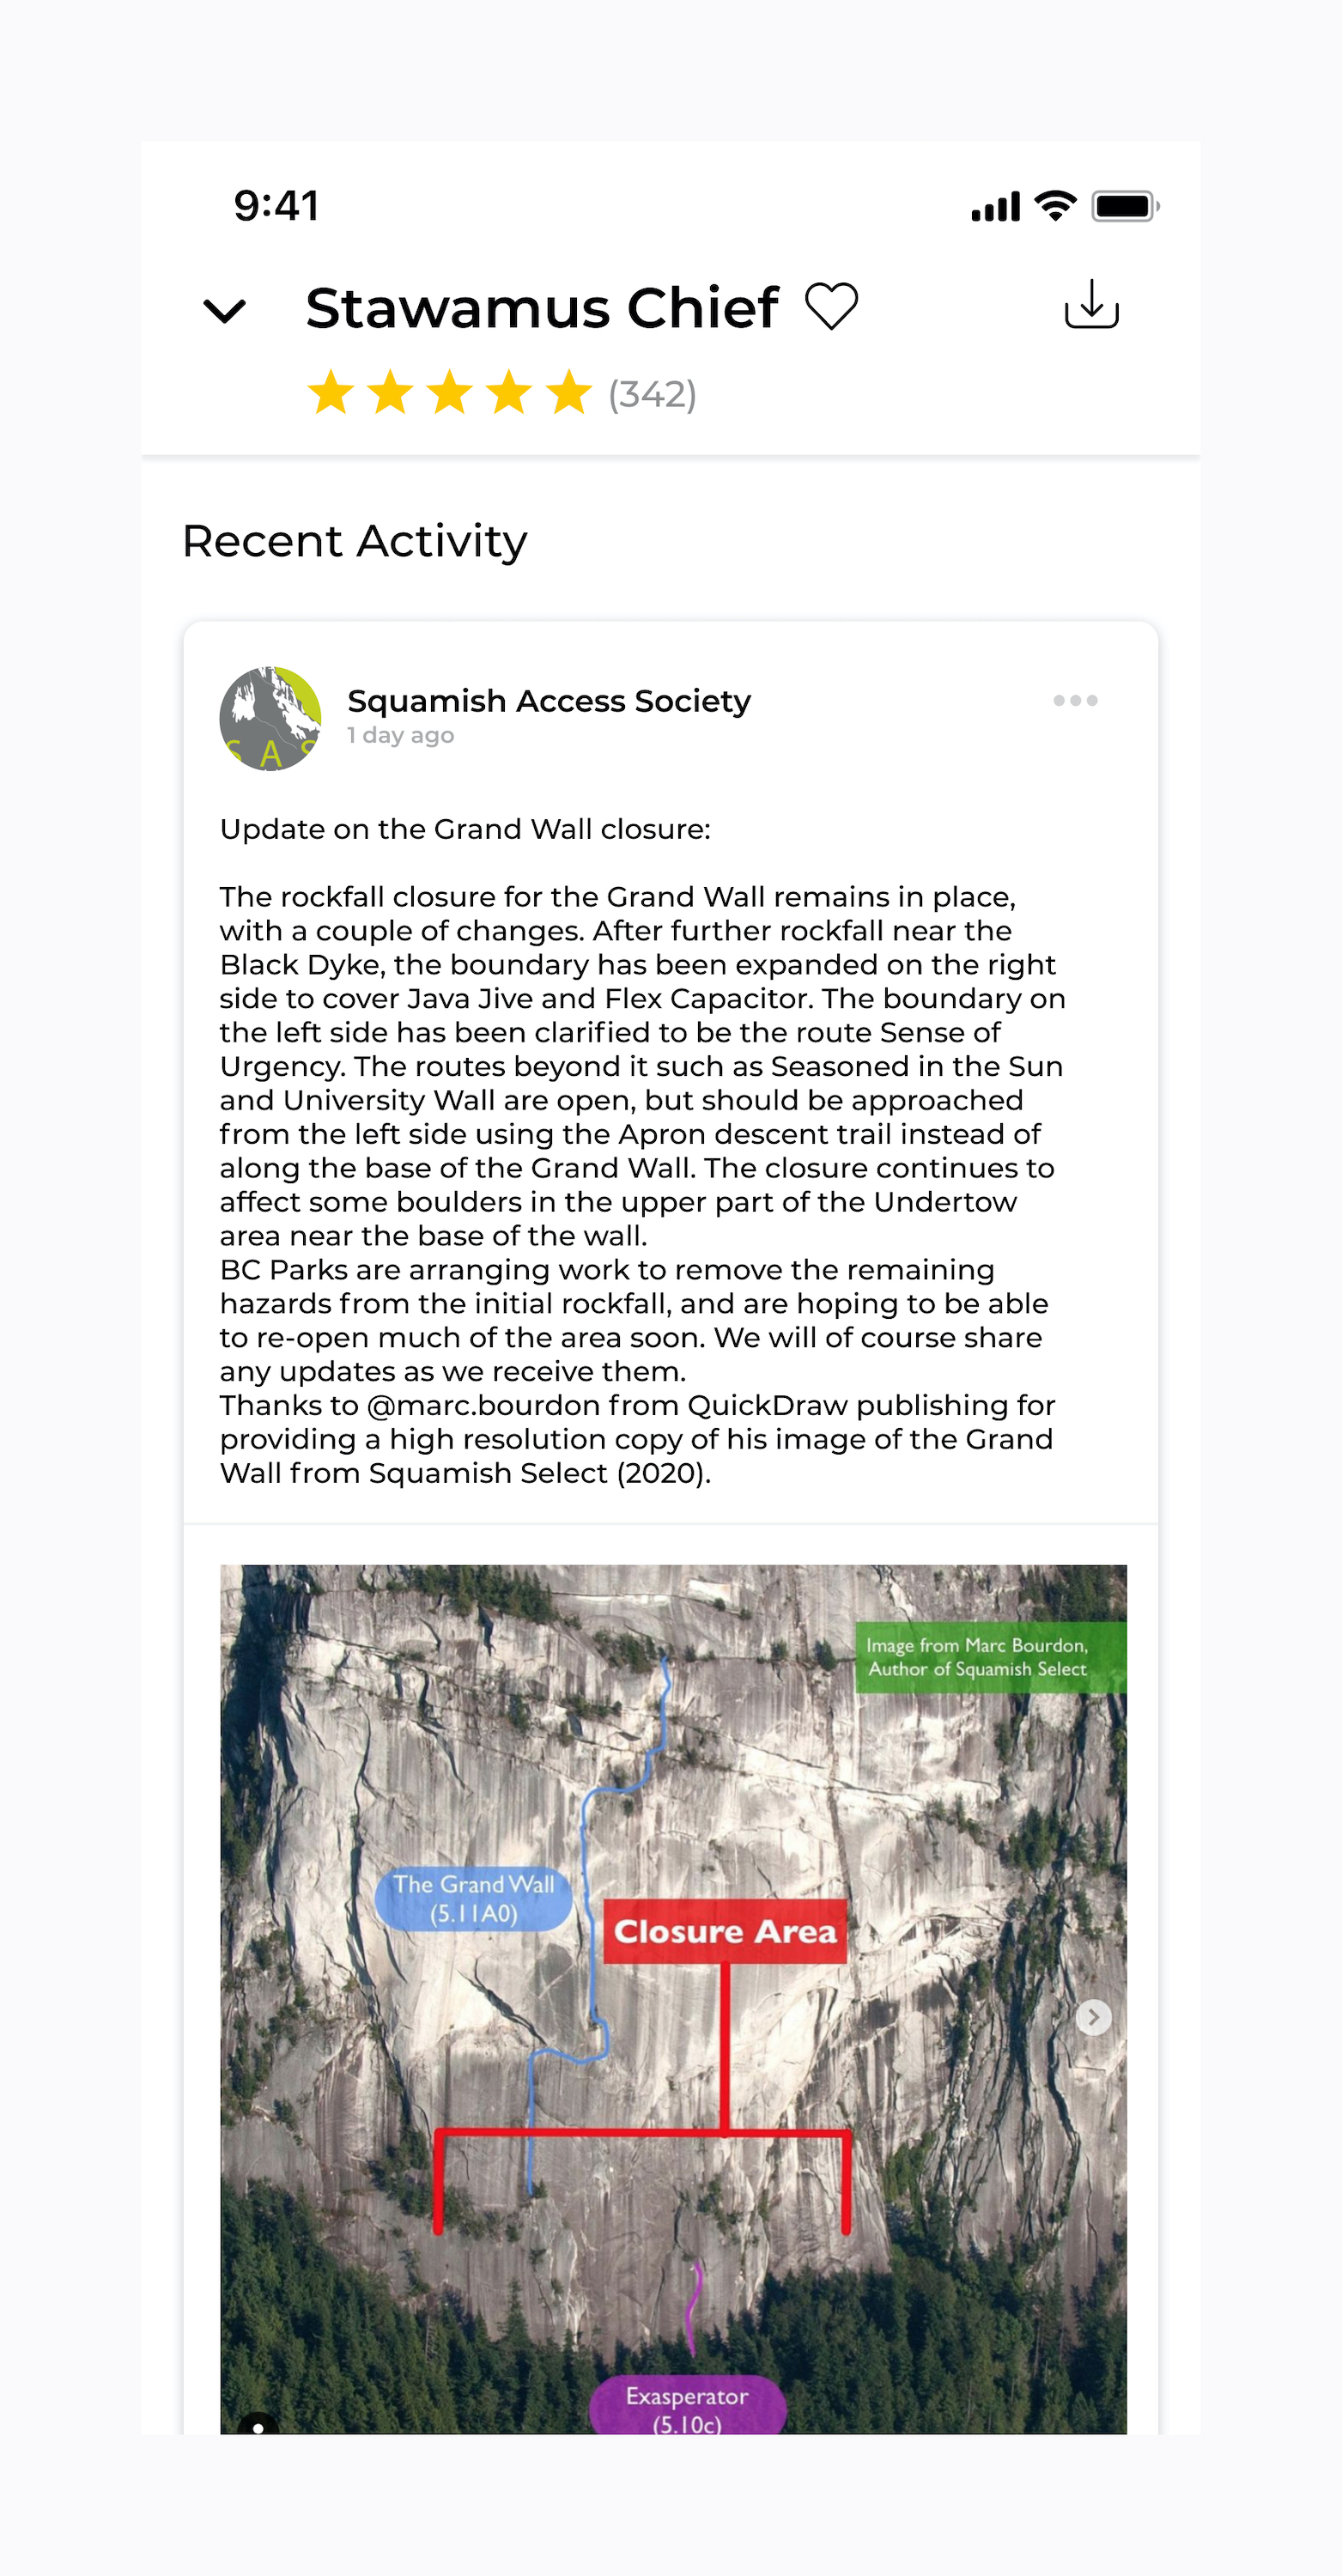 9:41
Stawamus Chief
(342)
Recent Activity
S A S
Squamish Access Society
1 day ago
Update on the Grand Wall closure:
The rockfall closure for the Grand Wall remains in place,
with a couple of changes. After further rockfall near the
Black Dyke, the boundary has been expanded on the right
side to cover Java Jive and Flex Capacitor. The boundary on
the left side has been clarified to be the route Sense of
Urgency. The routes beyond it such as Seasoned in the Sun
and University Wall are open, but should be approached
from the left side using the Apron descent trail instead of
along the base of the Grand Wall. The closure continues to
affect some boulders in the upper part of the Undertow
area near the base of the wall.
BC Parks are arranging work to remove the remaining
hazards from the initial rockfall, and are hoping to be able
to re-open much of the area soon. We will of course share
any updates as we receive them.
Thanks to @marc.bourdon from QuickDraw publishing for
providing a high resolution copy of his image of the Grand
Wall from Squamish Select (2020).
Image from Marc Bourdon,
Author of Squamish Select
The Grand Wall
(5.11A0)
Closure Area
Exasperator
(5.10c)